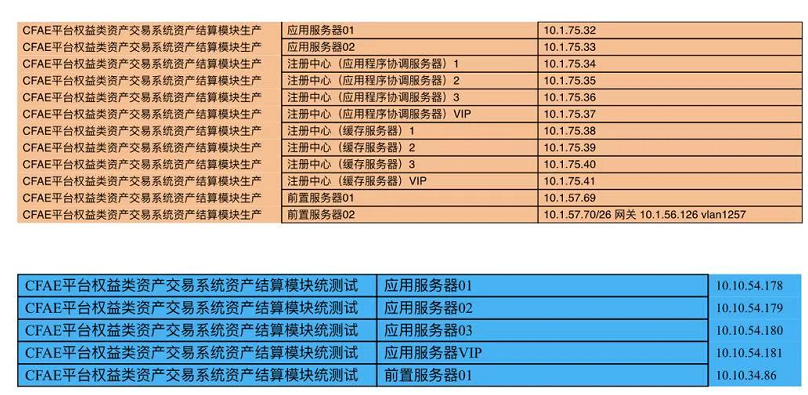 CFAE平台权益类资产交易系统资产结算模块生产 应用服务器01 10.1.75.32
CFAE平台权益类资产交易系统资产结算模块生产 应用服务器02 10.1.75.33
CFAE平台权益类资产交易系统资产结算模块生产 注册中心（应用程序协调服务器）1 10.1.75.34
CFAE平台权益类资产交易系统资产结算模块生产 注册中心（应用程序协调服务器）2 10.1.75.35
CFAE平台权益类资产交易系统资产结算模块生产 注册中心（应用程序协调服务器）3 10.1.75.36
CFAE平台权益类资产交易系统资产结算模块生产 注册中心（应用程序协调服务器）VIP 10.1.75.37
CFAE平台权益类资产交易系统资产结算模块生产 注册中心（缓存服务器）1 10.1.75.38
CFAE平台权益类资产交易系统资产结算模块生产 注册中心（缓存服务器）2 10.1.75.39
CFAE平台权益类资产交易系统资产结算模块生产 注册中心（缓存服务器）3 10.1.75.40
CFAE平台权益类资产交易系统资产结算模块生产 注册中心（缓存服务器）VIP 10.1.75.41
CFAE平台权益类资产交易系统资产结算模块生产 前置服务器01 10.1.57.69
CFAE平台权益类资产交易系统资产结算模块生产 前置服务器02 10.1.57.70/26 网关 10.1.56.126 vlan1257
CFAE平台权益类资产交易系统资产结算模块统测试 应用服务器01 10.10.54.178
CFAE平台权益类资产交易系统资产结算模块统测试 应用服务器02 10.10.54.179
CFAE平台权益类资产交易系统资产结算模块统测试 应用服务器03 10.10.54.180
CFAE平台权益类资产交易系统资产结算模块统测试 应用服务器VIP 10.10.54.181
CFAE平台权益类资产交易系统资产结算模块统测试 前置服务器01 10.10.34.86